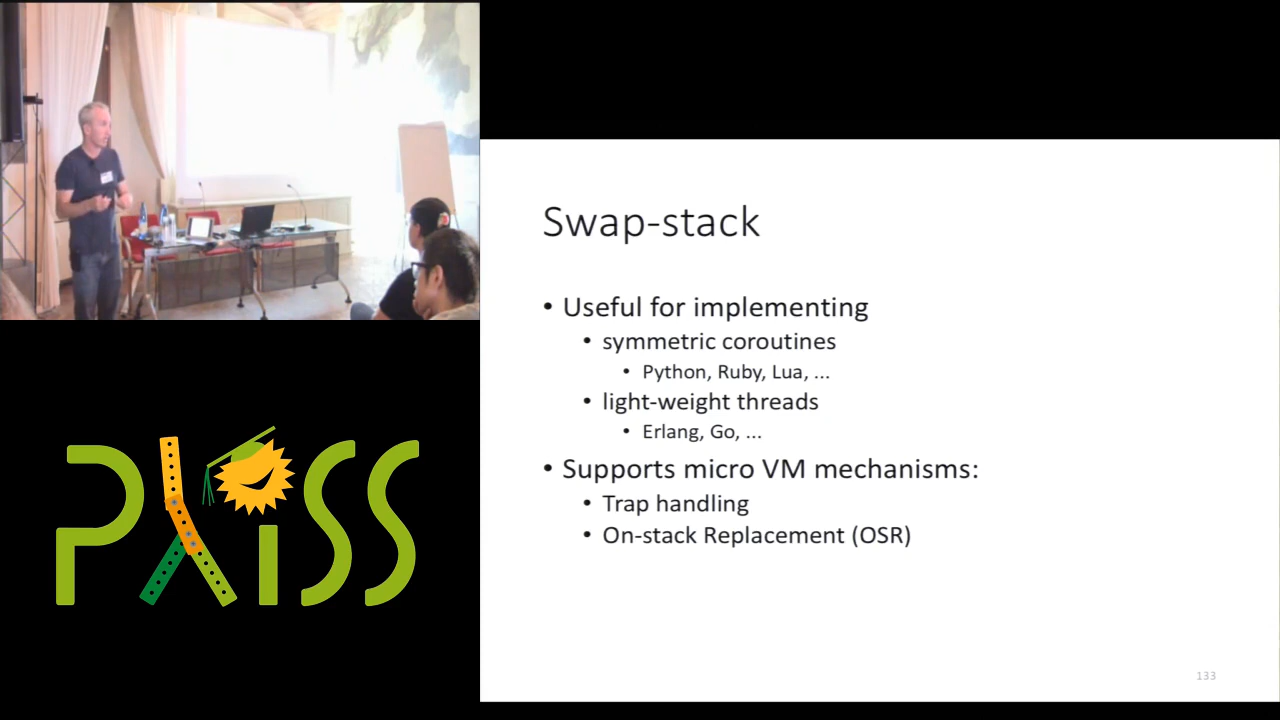 PλiSS
Swap-stack
• Useful for implementing
• symmetric coroutines
• Python, Ruby, Lua, ...
• light-weight threads
• Erlang, Go, ...
• Supports micro VM mechanisms:
• Trap handling
• On-stack Replacement (OSR)
133